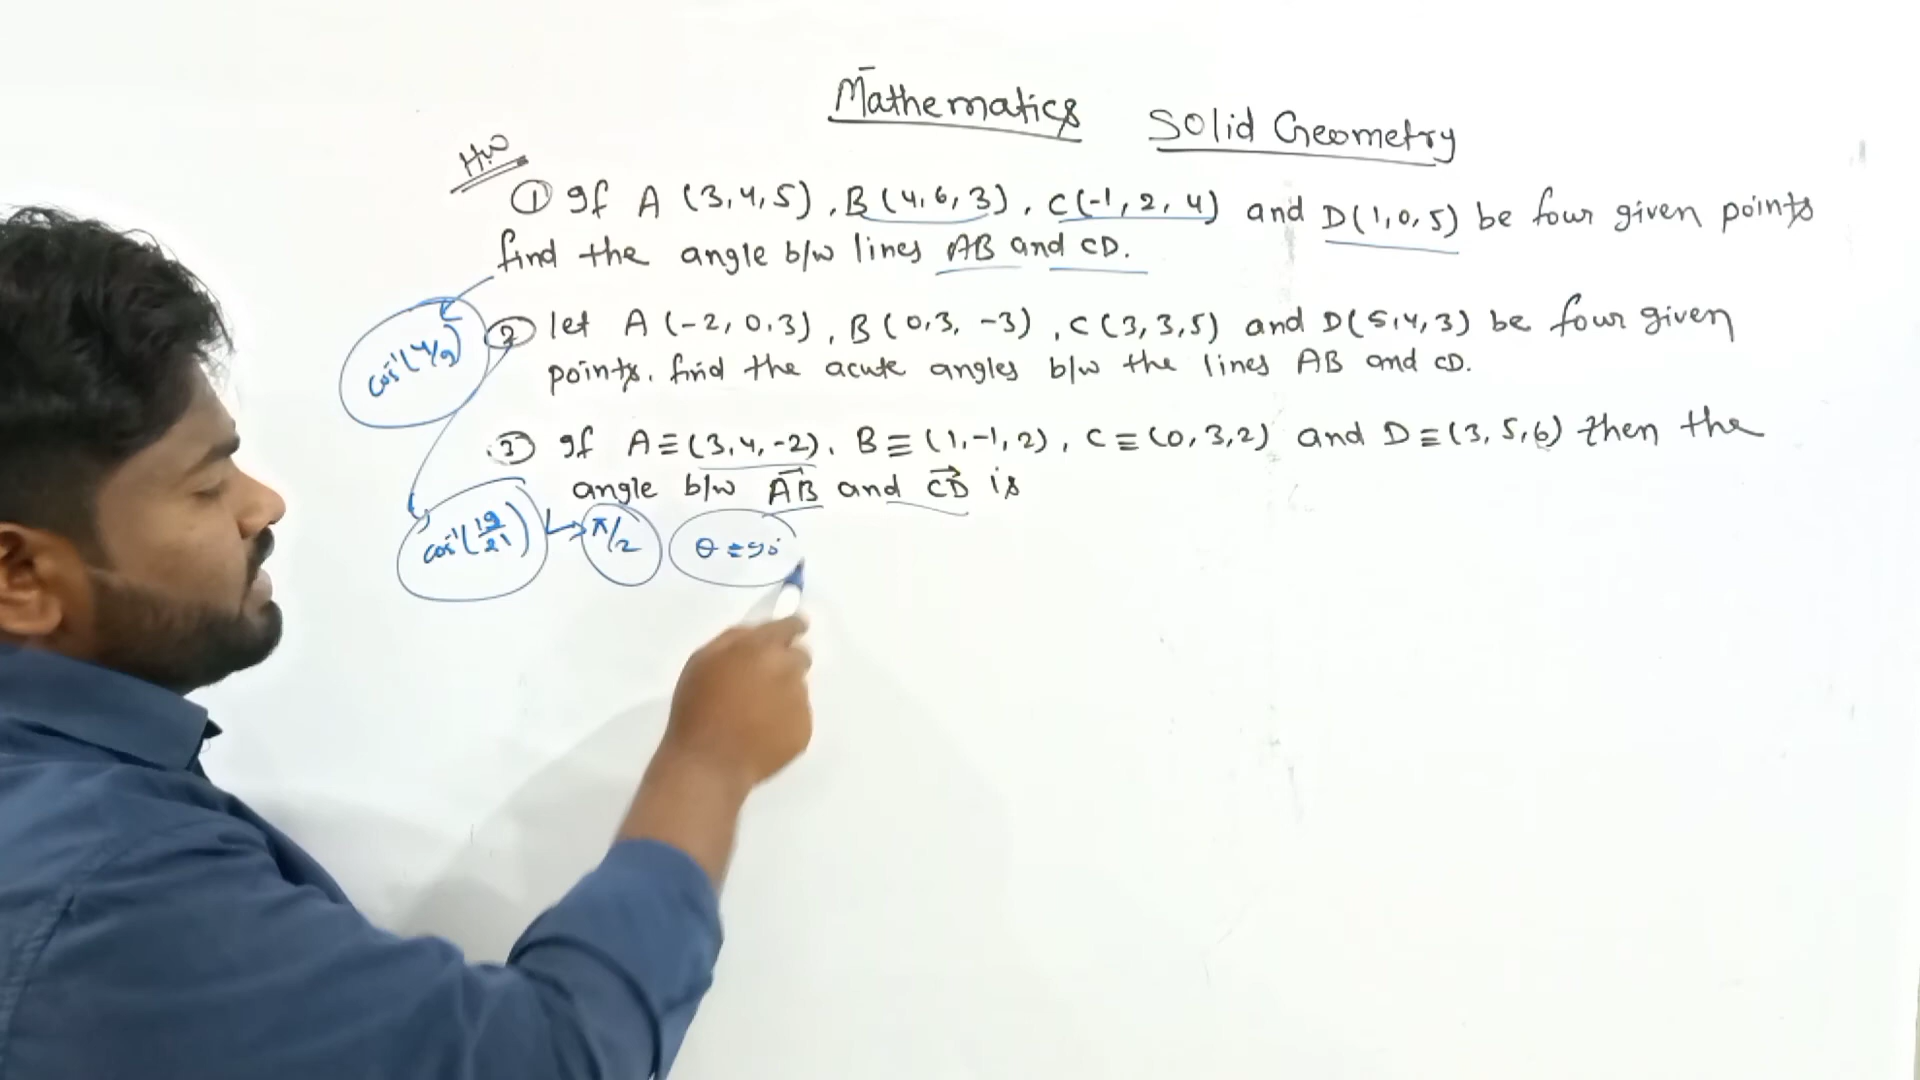 Mathematics Solid Geometry
HW
① If A (3,4,5), B (4,6,3), C(-1,2,4) and D(1,0,5) be four given points
find the angle b/w lines AB and CD.
cos⁻¹(4/9)
② let A (-2,0,3), B(0,3,-3), C(3,3,5) and D(5,4,3) be four given
points. find the acute angles b/w the lines AB and CD.
③ If A≡(3,4,-2). B≡(1,-1,2), C≡(0,3,2) and D≡(3,5,6) then the
angle b/w A⃗B and C⃗D is
cos⁻¹(19/21) → π/2 θ=90°